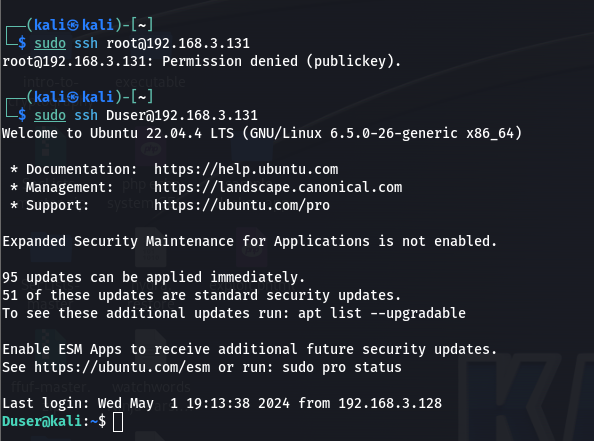 ┌──(kali㉿kali)-[~]
└─$ sudo ssh root@192.168.3.131
root@192.168.3.131: Permission denied (publickey).
┌──(kali㉿kali)-[~]
└─$ sudo ssh Duser@192.168.3.131
Welcome to Ubuntu 22.04.4 LTS (GNU/Linux 6.5.0-26-generic x86_64)
* Documentation:  https://help.ubuntu.com
* Management:     https://landscape.canonical.com
* Support:        https://ubuntu.com/pro
Expanded Security Maintenance for Applications is not enabled.
95 updates can be applied immediately.
51 of these updates are standard security updates.
To see these additional updates run: apt list --upgradable
Enable ESM Apps to receive additional future security updates.
See https://ubuntu.com/esm or run: sudo pro status
Last login: Wed May  1 19:13:38 2024 from 192.168.3.128
Duser@kali:~$